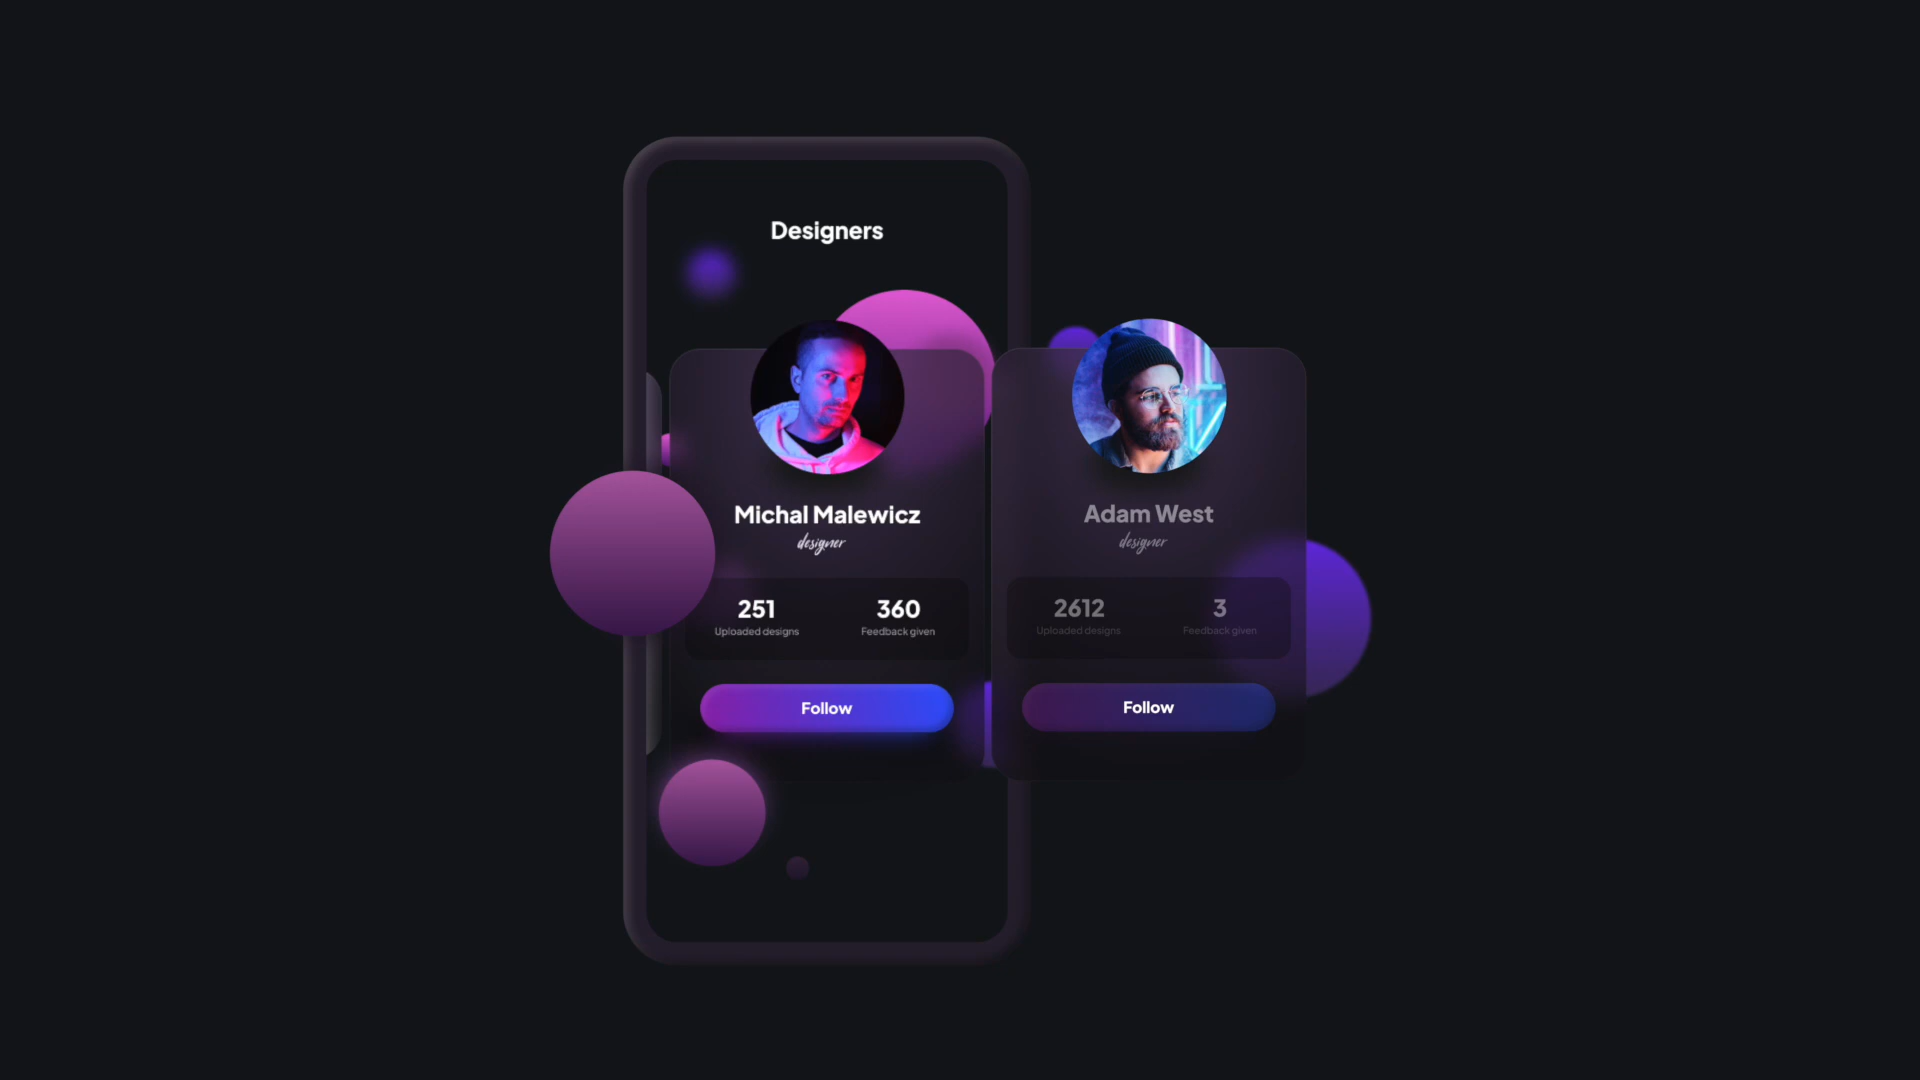 Designers
Michal Malewicz
designer
251
Uploaded designs
360
Feedback given
Follow
Adam West
designer
2612
Uploaded designs
3
Feedback given
Follow